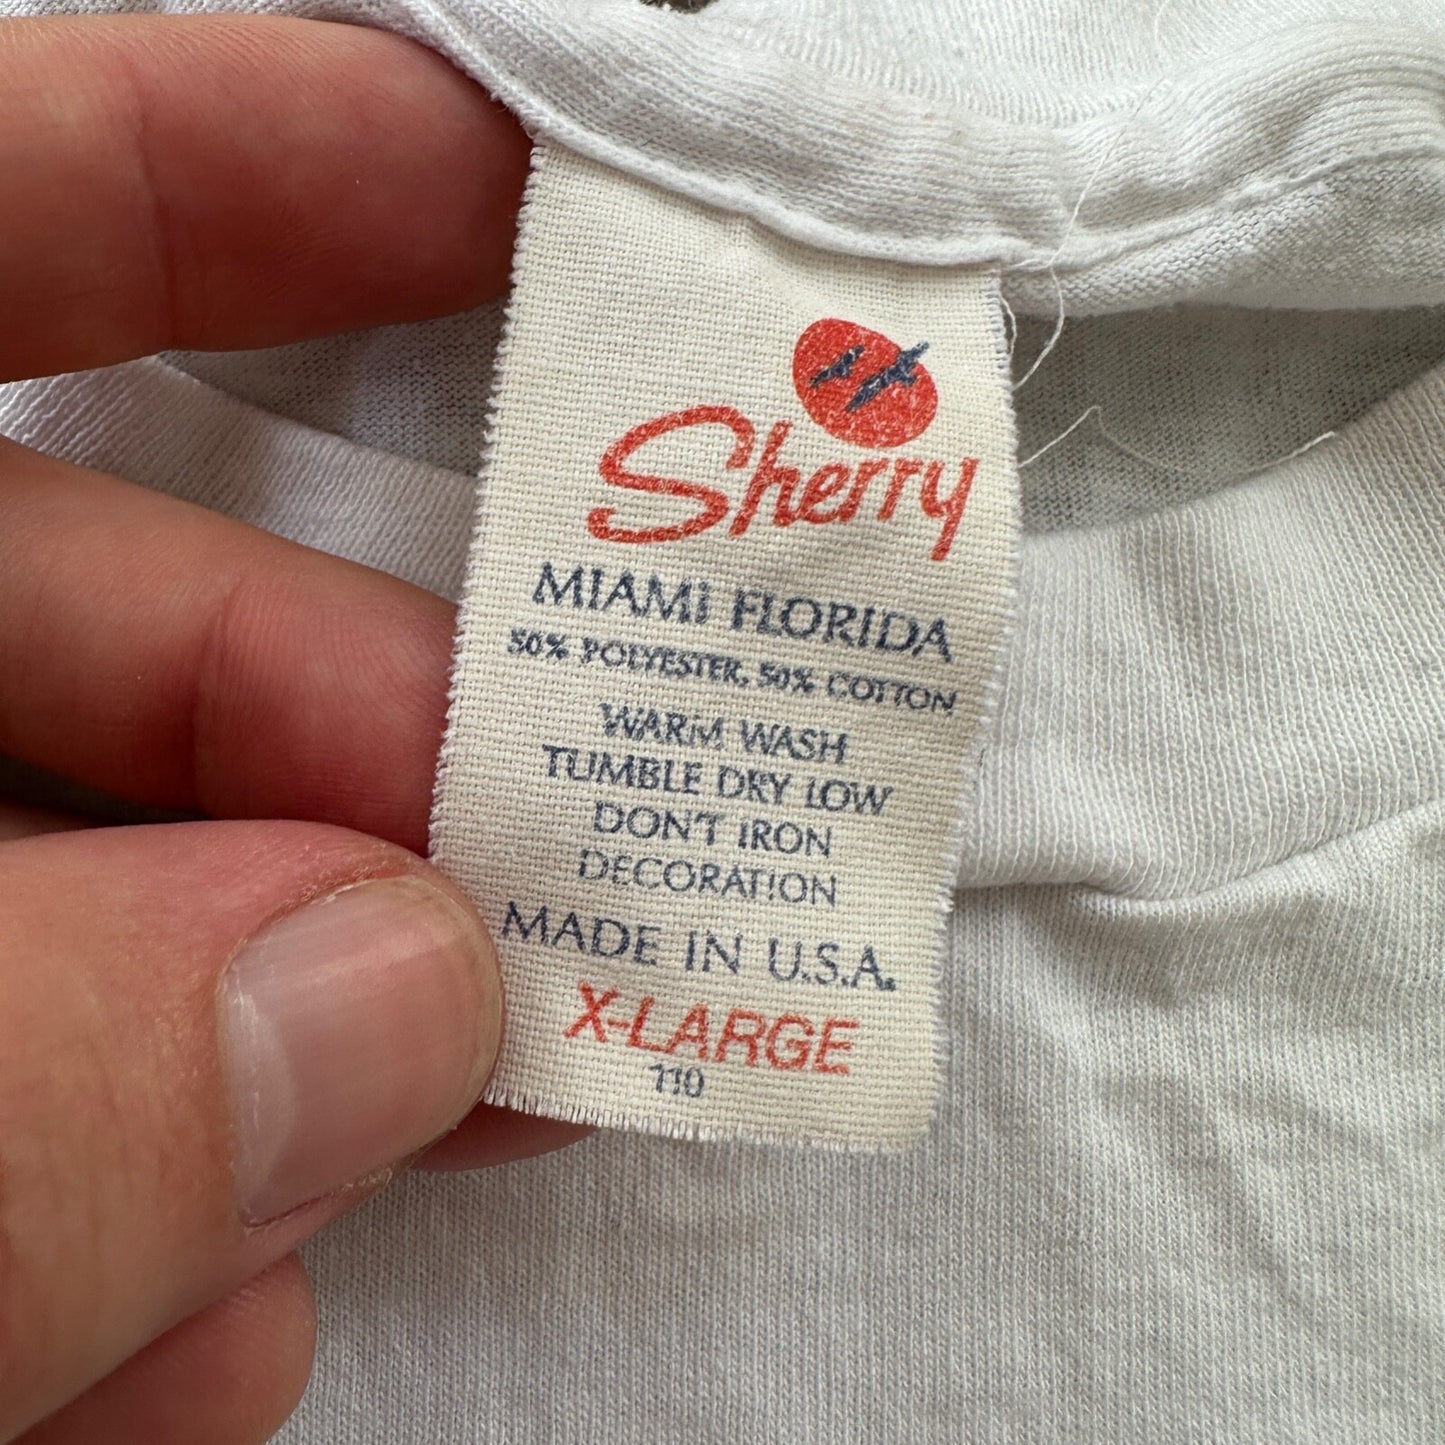 Sherry
MIAMI FLORIDA
50% POLYESTER, 50% COTTON
WARM WASH
TUMBLE DRY LOW
DON'T IRON
DECORATION
MADE IN U.S.A.
X-LARGE
110